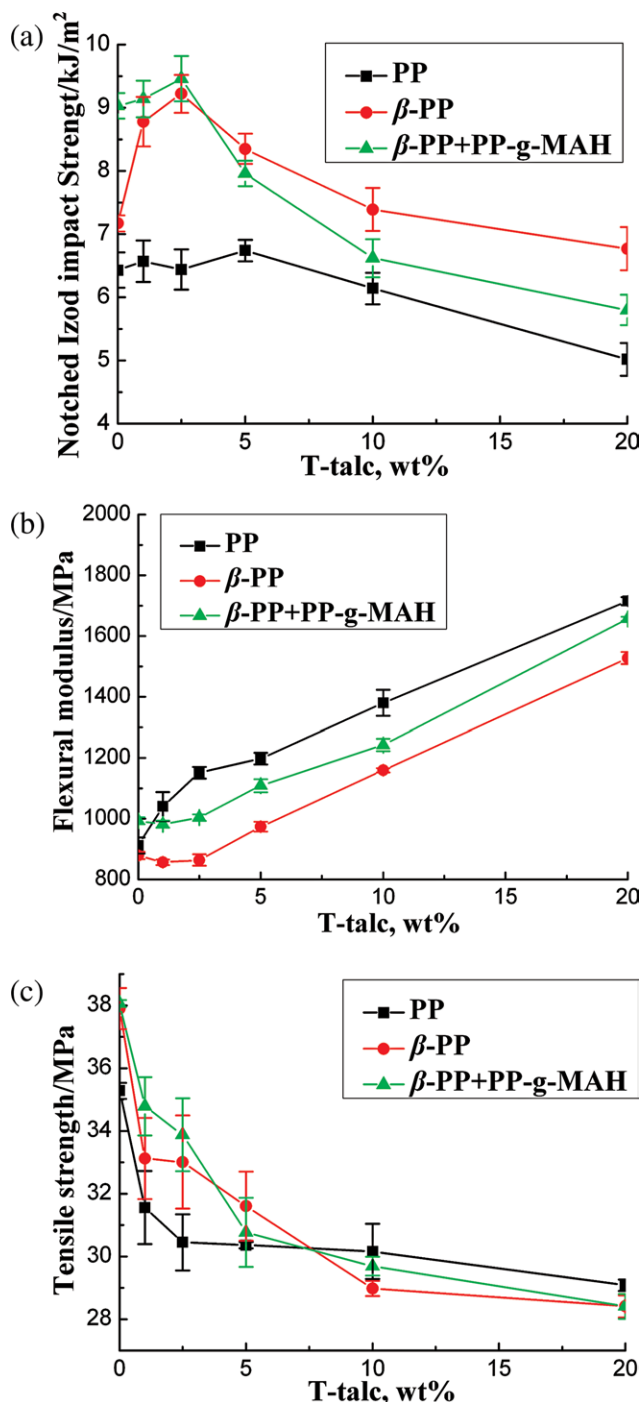 (a)
Notched Izod impact Strengt/kJ/m²
10
9
8
7
6
5
4
PP
β-PP
β-PP+PP-g-MAH
0
5
10
15
20
T-talc, wt%
(b)
Flexural modulus/MPa
2000
1800
1600
1400
1200
1000
800
PP
β-PP
β-PP+PP-g-MAH
0
5
10
15
20
T-talc, wt%
(c)
Tensile strength/MPa
38
36
34
32
30
28
PP
β-PP
β-PP+PP-g-MAH
0
5
10
15
20
T-talc, wt%